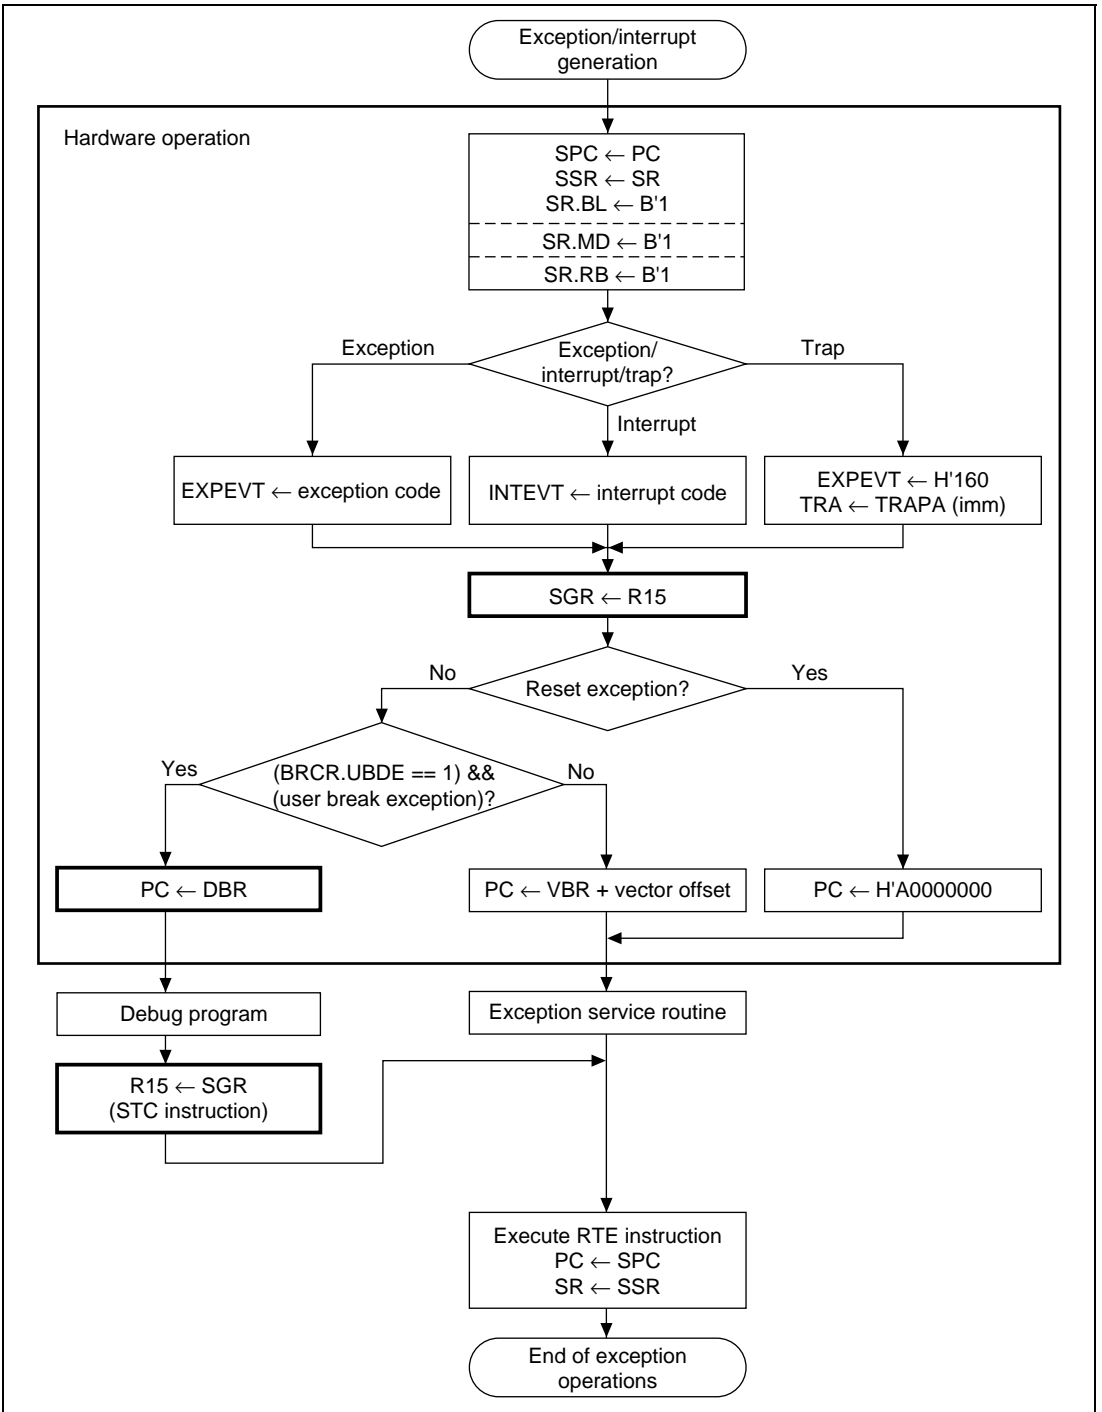 Exception/interrupt
generation
Hardware operation
SPC ← PC
SSR ← SR
SR.BL ← B'1
SR.MD ← B'1
SR.RB ← B'1
Exception
Exception/
interrupt/trap?
Trap
Interrupt
EXPEVT ← exception code
INTEVT ← interrupt code
EXPEVT ← H'160
TRA ← TRAPA (imm)
SGR ← R15
No
Reset exception?
Yes
Yes
(BRCR.UBDE == 1) &&
(user break exception)?
No
PC ← DBR
PC ← VBR + vector offset
PC ← H'A0000000
Debug program
Exception service routine
R15 ← SGR
(STC instruction)
Execute RTE instruction
PC ← SPC
SR ← SSR
End of exception
operations